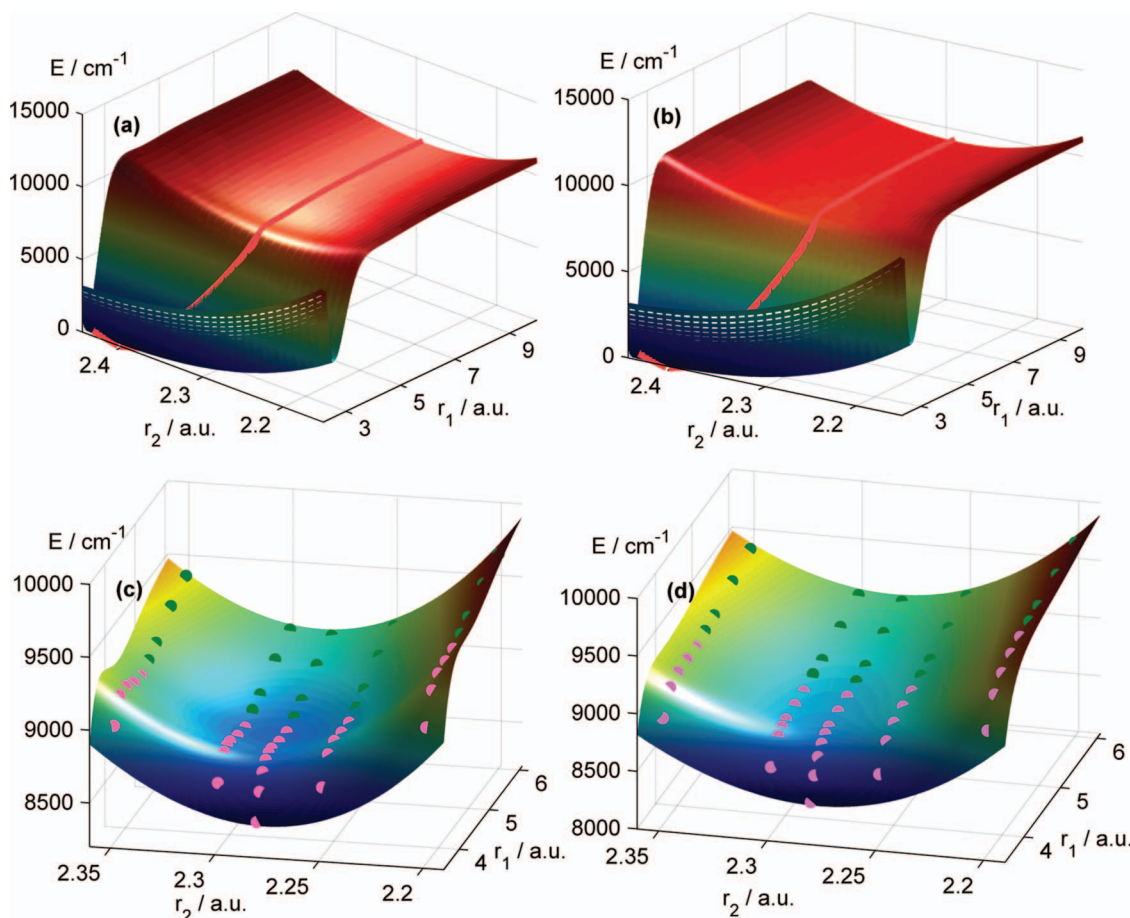 E / cm-1
15000
(a)
10000
5000
0
2.4
2.3
2.2
r2 / a.u.
3
5
7
9
r1 / a.u.
E / cm-1
15000
(b)
10000
5000
0
2.4
2.3
2.2
r2 / a.u.
3
5
7
9
r1 / a.u.
E / cm-1
10000
(c)
9500
9000
8500
2.35
2.3
2.25
2.2
r2 / a.u.
4
5
6
r1 / a.u.
E / cm-1
10000
(d)
9500
9000
8500
8000
2.35
2.3
2.25
2.2
r2 / a.u.
4
5
6
r1 / a.u.